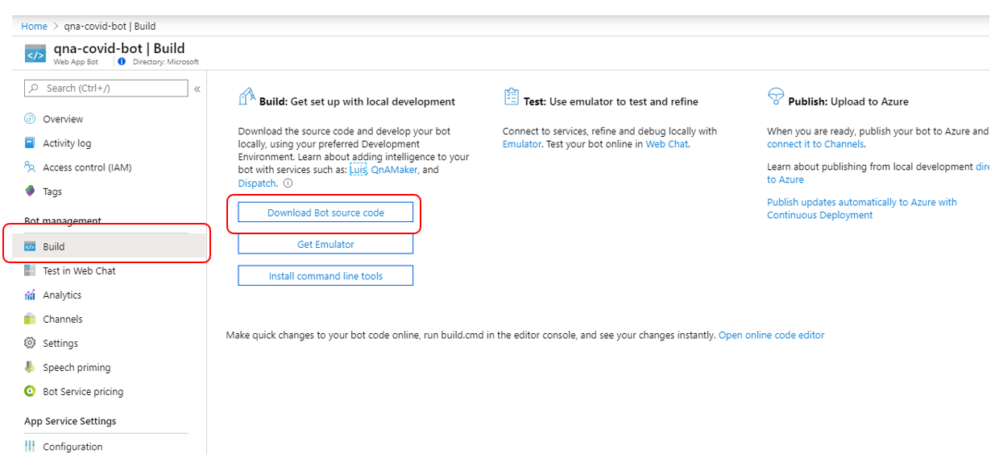 Home > qna-covid-bot | Build
qna-covid-bot | Build
Web App Bot
Directory: Microsoft
Search (Ctrl+/)
«
Overview
Activity log
Access control (IAM)
Tags
Bot management
Build
Test in Web Chat
Analytics
Channels
Settings
Speech priming
Bot Service pricing
App Service Settings
Configuration
Build: Get set up with local development
Download the source code and develop your bot
locally, using your preferred Development
Environment. Learn about adding intelligence to your
bot with services such as: Luis, QnAMaker, and
Dispatch.
Download Bot source code
Get Emulator
Install command line tools
Test: Use emulator to test and refine
Connect to services, refine and debug locally with
Emulator. Test your bot online in Web Chat.
Publish: Upload to Azure
When you are ready, publish your bot to Azure and
connect it to Channels.
Learn about publishing from local development
to Azure
Publish updates automatically to Azure with
Continuous Deployment
Make quick changes to your bot code online, run build.cmd in the editor console, and see your changes instantly. Open online code editor